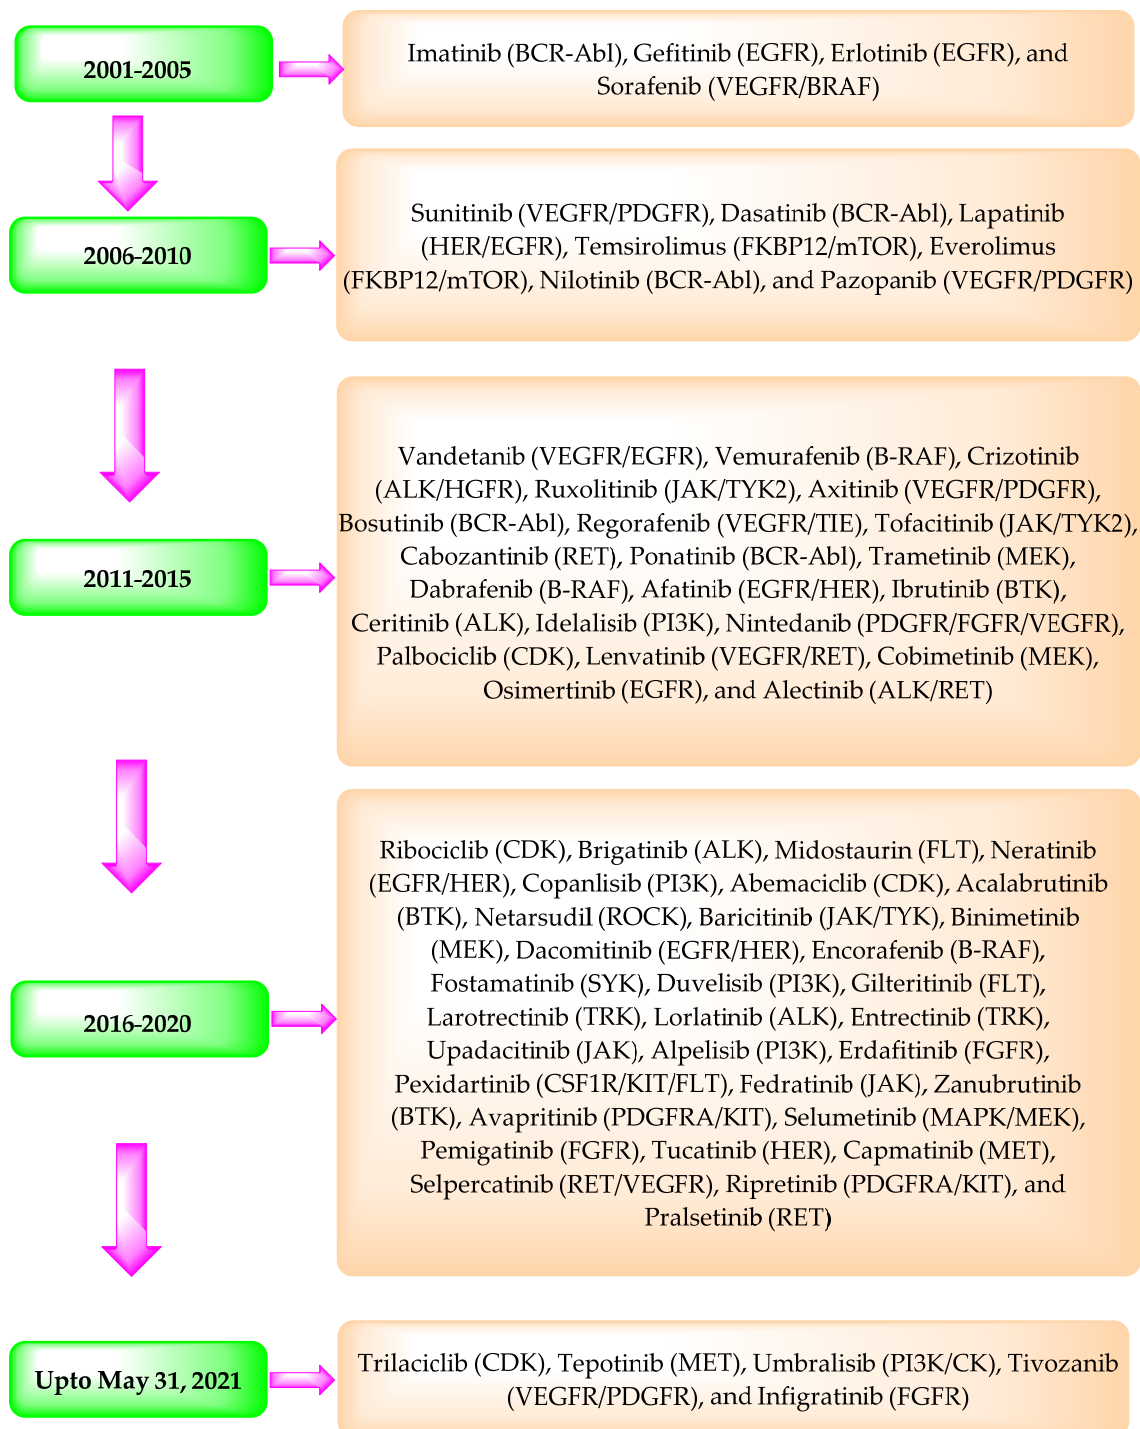 2001-2005
Imatinib (BCR-Abl), Gefitinib (EGFR), Erlotinib (EGFR), and
Sorafenib (VEGFR/BRAF)
2006-2010
Sunitinib (VEGFR/PDGFR), Dasatinib (BCR-Abl), Lapatinib
(HER/EGFR), Temsirolimus (FKBP12/mTOR), Everolimus
(FKBP12/mTOR), Nilotinib (BCR-Abl), and Pazopanib (VEGFR/PDGFR)
2011-2015
Vandetanib (VEGFR/EGFR), Vemurafenib (B-RAF), Crizotinib
(ALK/HGFR), Ruxolitinib (JAK/TYK2), Axitinib (VEGFR/PDGFR),
Bosutinib (BCR-Abl), Regorafenib (VEGFR/TIE), Tofacitinib (JAK/TYK2),
Cabozantinib (RET), Ponatinib (BCR-Abl), Trametinib (MEK),
Dabrafenib (B-RAF), Afatinib (EGFR/HER), Ibrutinib (BTK),
Ceritinib (ALK), Idelalisib (PI3K), Nintedanib (PDGFR/FGFR/VEGFR),
Palbociclib (CDK), Lenvatinib (VEGFR/RET), Cobimetinib (MEK),
Osimertinib (EGFR), and Alectinib (ALK/RET)
2016-2020
Ribociclib (CDK), Brigatinib (ALK), Midostaurin (FLT), Neratinib
(EGFR/HER), Copanlisib (PI3K), Abemaciclib (CDK), Acalabrutinib
(BTK), Netarsudil (ROCK), Baricitinib (JAK/TYK), Binimetinib
(MEK), Dacomitinib (EGFR/HER), Encorafenib (B-RAF),
Fostamatinib (SYK), Duvelisib (PI3K), Gilteritinib (FLT),
Larotrectinib (TRK), Lorlatinib (ALK), Entrectinib (TRK),
Upadacitinib (JAK), Alpelisib (PI3K), Erdafitinib (FGFR),
Pexidartinib (CSF1R/KIT/FLT), Fedratinib (JAK), Zanubrutinib
(BTK), Avapritinib (PDGFRA/KIT), Selumetinib (MAPK/MEK),
Pemigatinib (FGFR), Tucatinib (HER), Capmatinib (MET),
Selpercatinib (RET/VEGFR), Ripretinib (PDGFRA/KIT), and
Pralsetinib (RET)
Upto May 31, 2021
Trilaciclib (CDK), Tepotinib (MET), Umbralisib (PI3K/CK), Tivozanib
(VEGFR/PDGFR), and Infigratinib (FGFR)